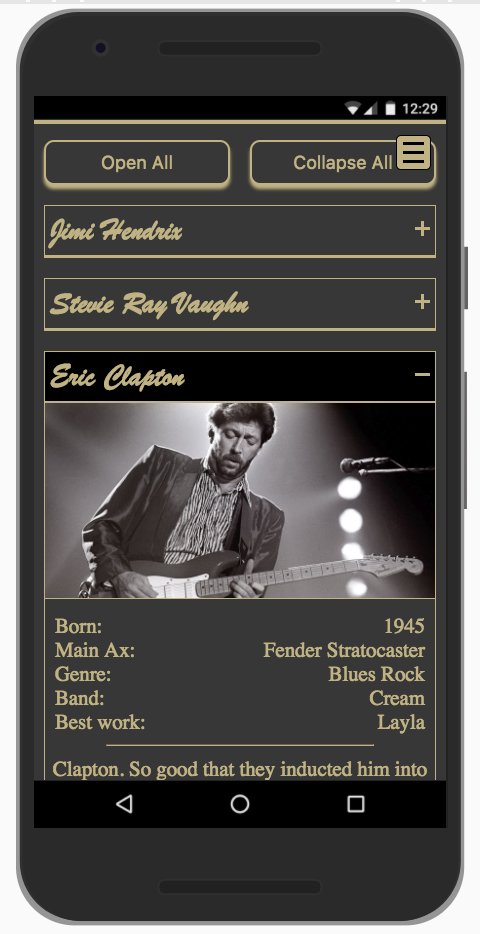 12:29
Open All Collapse All
Jimi Hendrix +
Stevie Ray Vaughn +
Eric Clapton −
Born: 1945
Main Ax: Fender Stratocaster
Genre: Blues Rock
Band: Cream
Best work: Layla
Clapton. So good that they inducted him into